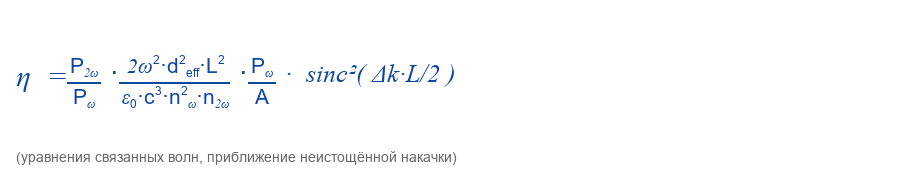 η = P₂ω/Pω · 2ω²·d²eff·L²/ε₀·c³·n²ω·n₂ω · Pω/A · sinc²( Δk·L/2 )
(уравнения связанных волн, приближение неистощённой накачки)